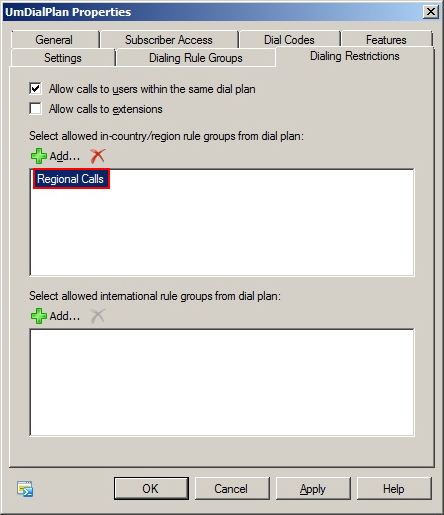 UmDialPlan Properties
General Subscriber Access Dial Codes Features
Settings Dialing Rule Groups Dialing Restrictions
Allow calls to users within the same dial plan
Allow calls to extensions
Select allowed in-country/region rule groups from dial plan:
Add...
Regional Calls
Select allowed international rule groups from dial plan:
Add...
OK Cancel Apply Help